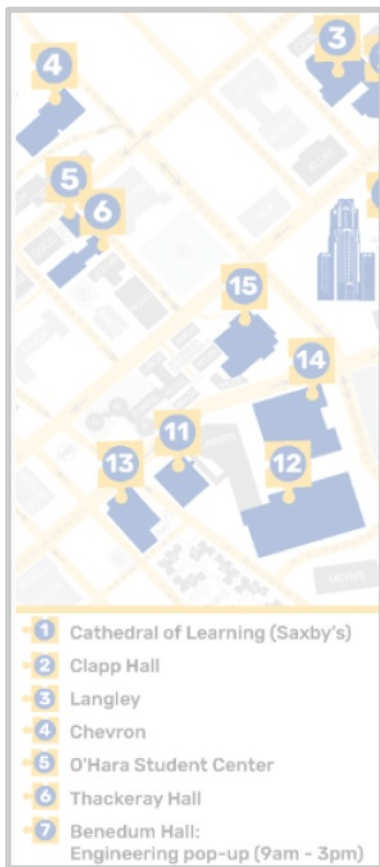 3
4
5
6
15
14
11
13
12
MERVS
1 Cathedral of Learning (Saxby's)
2 Clapp Hall
3 Langley
4 Chevron
5 O'Hara Student Center
6 Thackeray Hall
7 Benedum Hall:
Engineering pop-up (9am - 3pm)